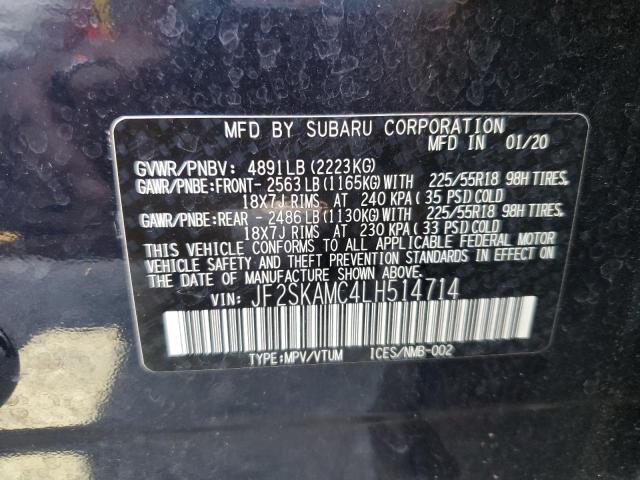 MFD BY SUBARU CORPORATION
MFD IN 01/20
GVWR/PNBV: 4891LB (2223KG)
GAWR/PNBE:FRONT- 2563 LB (1165KG)WITH 225/55R18 98H TIRES,
18X7J RIMS AT 240 KPA ( 35 PSI) COLD
GAWR/PNBE:REAR - 2486 LB (1130KG)WITH 225/55R18 98H TIRES,
18X7J RIMS AT 230 KPA ( 33 PSI) COLD
THIS VEHICLE CONFORMS TO ALL APPLICABLE FEDERAL MOTOR
VEHICLE SAFETY AND THEFT PREVENTION STANDARDS IN EFFECT ON
THE DATE OF MANUFACTURE SHOWN ABOVE.
VIN: JF2SKAMC4LH514714
TYPE:MPV/VTUM ICES/NMB-002